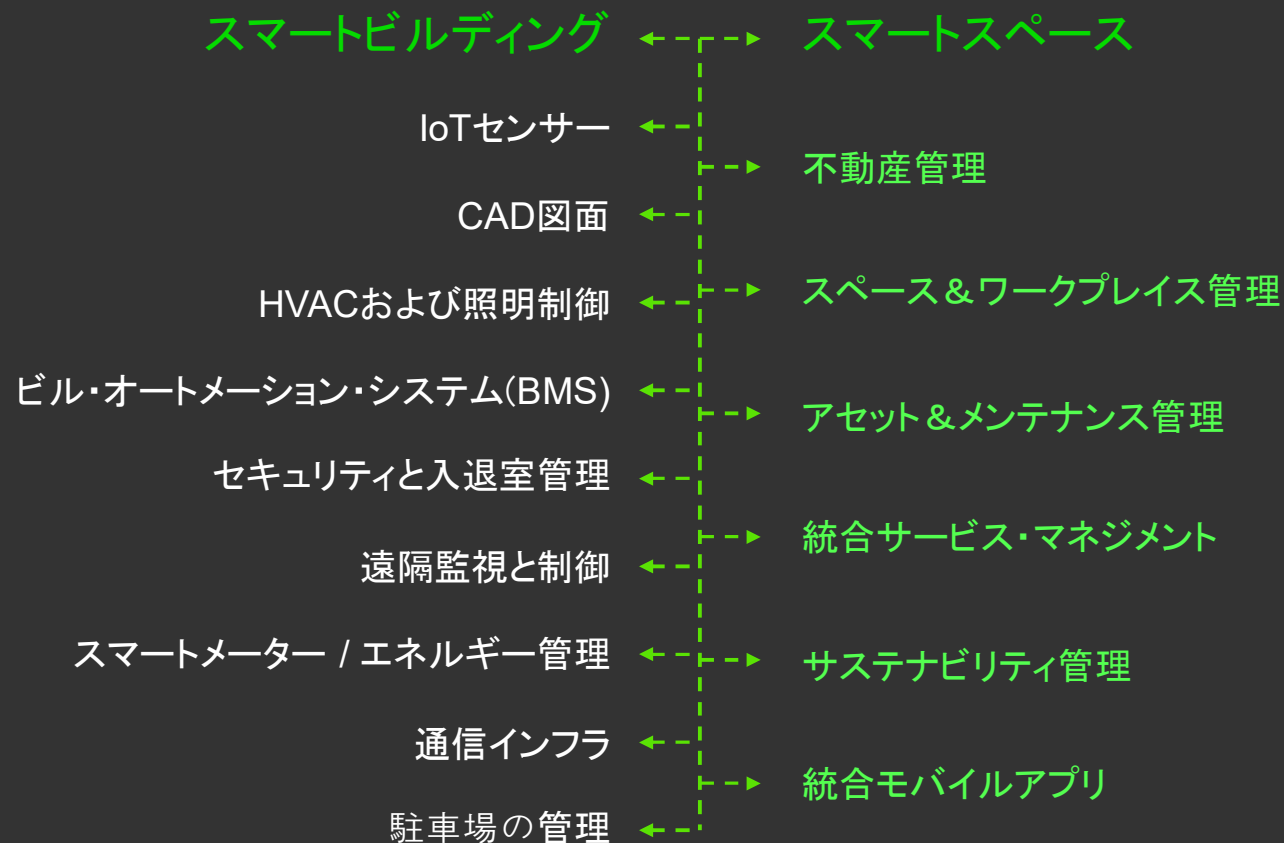 スマートビルディング
スマートスペース
IoTセンサー
CAD図面
HVACおよび照明制御
ビル・オートメーション・システム(BMS)
セキュリティと入退室管理
遠隔監視と制御
スマートメーター / エネルギー管理
通信インフラ
駐車場の管理
不動産管理
スペース＆ワークプレイス管理
アセット＆メンテナンス管理
統合サービス・マネジメント
サステナビリティ管理
統合モバイルアプリ